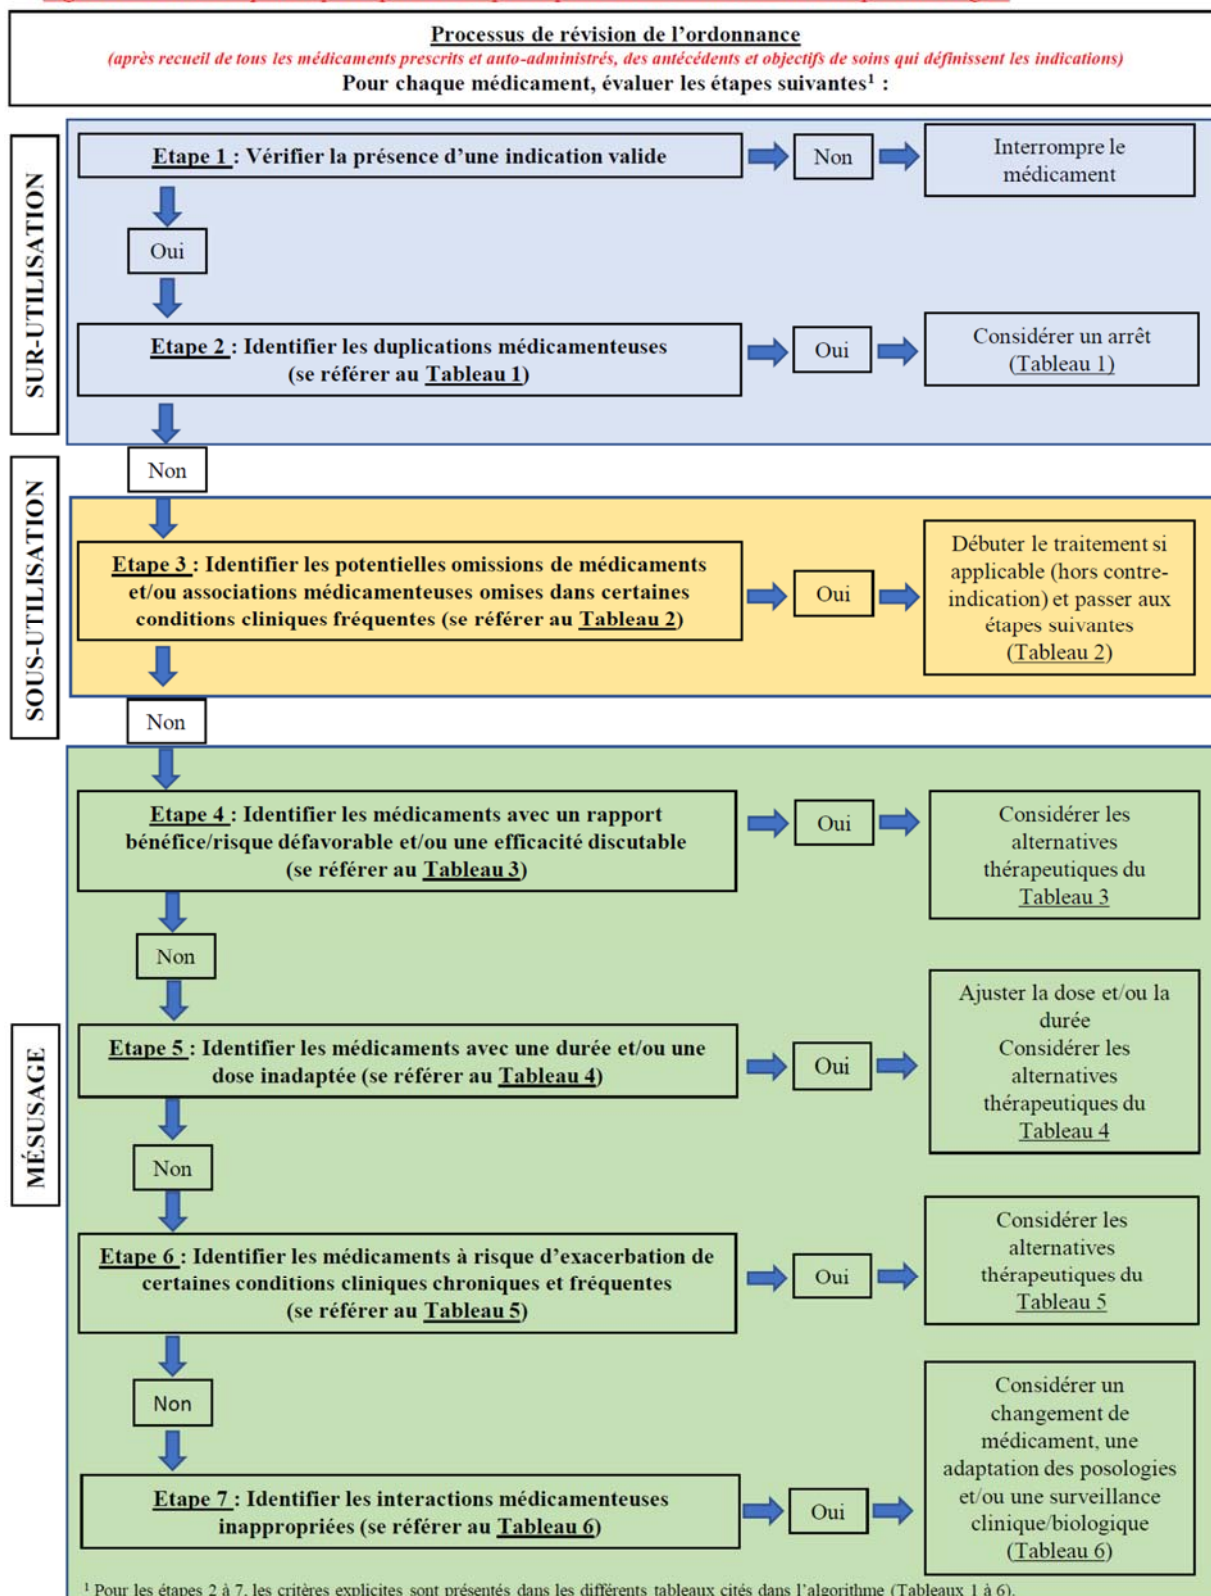 Processus de révision de l'ordonnance
(après recueil de tous les médicaments prescrits et auto-administrés, des antécédents et objectifs de soins qui définissent les indications)
Pour chaque médicament, évaluer les étapes suivantes¹ :
SUR-UTILISATION
Etape 1 : Vérifier la présence d'une indication valide
Non
Interrompre le
médicament
Oui
Etape 2 : Identifier les duplications médicamenteuses
(se référer au Tableau 1)
Oui
Considérer un arrêt
(Tableau 1)
Non
SOUS-UTILISATION
Etape 3 : Identifier les potentielles omissions de médicaments
et/ou associations médicamenteuses omises dans certaines
conditions cliniques fréquentes (se référer au Tableau 2)
Oui
Débuter le traitement si
applicable (hors contre-
indication) et passer aux
étapes suivantes
(Tableau 2)
Non
MÉSUSAGE
Etape 4 : Identifier les médicaments avec un rapport
bénéfice/risque défavorable et/ou une efficacité discutable
(se référer au Tableau 3)
Oui
Considérer les
alternatives
thérapeutiques du
Tableau 3
Non
Etape 5 : Identifier les médicaments avec une durée et/ou une
dose inadaptée (se référer au Tableau 4)
Oui
Ajuster la dose et/ou la
durée
Considérer les
alternatives
thérapeutiques du
Tableau 4
Non
Etape 6 : Identifier les médicaments à risque d'exacerbation de
certaines conditions cliniques chroniques et fréquentes
(se référer au Tableau 5)
Oui
Considérer les
alternatives
thérapeutiques du
Tableau 5
Non
Etape 7 : Identifier les interactions médicamenteuses
inappropriées (se référer au Tableau 6)
Oui
Considérer un
changement de
médicament, une
adaptation des posologies
et/ou une surveillance
clinique/biologique
(Tableau 6)
¹ Pour les étapes 2 à 7, les critères explicites sont présentés dans les différents tableaux cités dans l'algorithme (Tableaux 1 à 6).